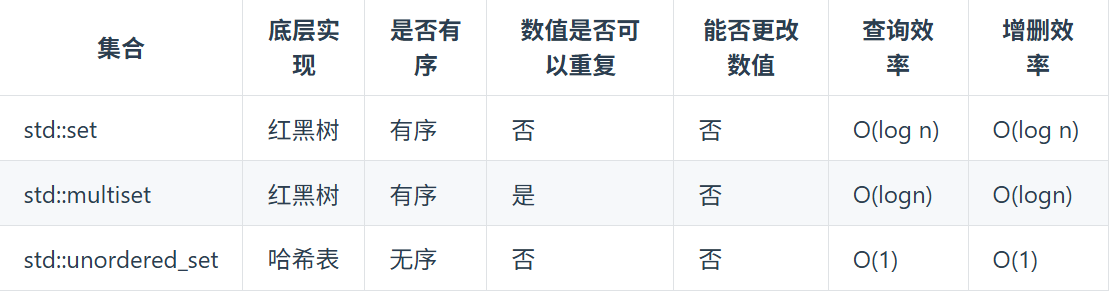 集合 底层实现 是否有序 数值是否可以重复 能否更改数值 查询效率 增删效率
std::set 红黑树 有序 否 否 O(log n) O(log n)
std::multiset 红黑树 有序 是 否 O(logn) O(logn)
std::unordered_set 哈希表 无序 否 否 O(1) O(1)